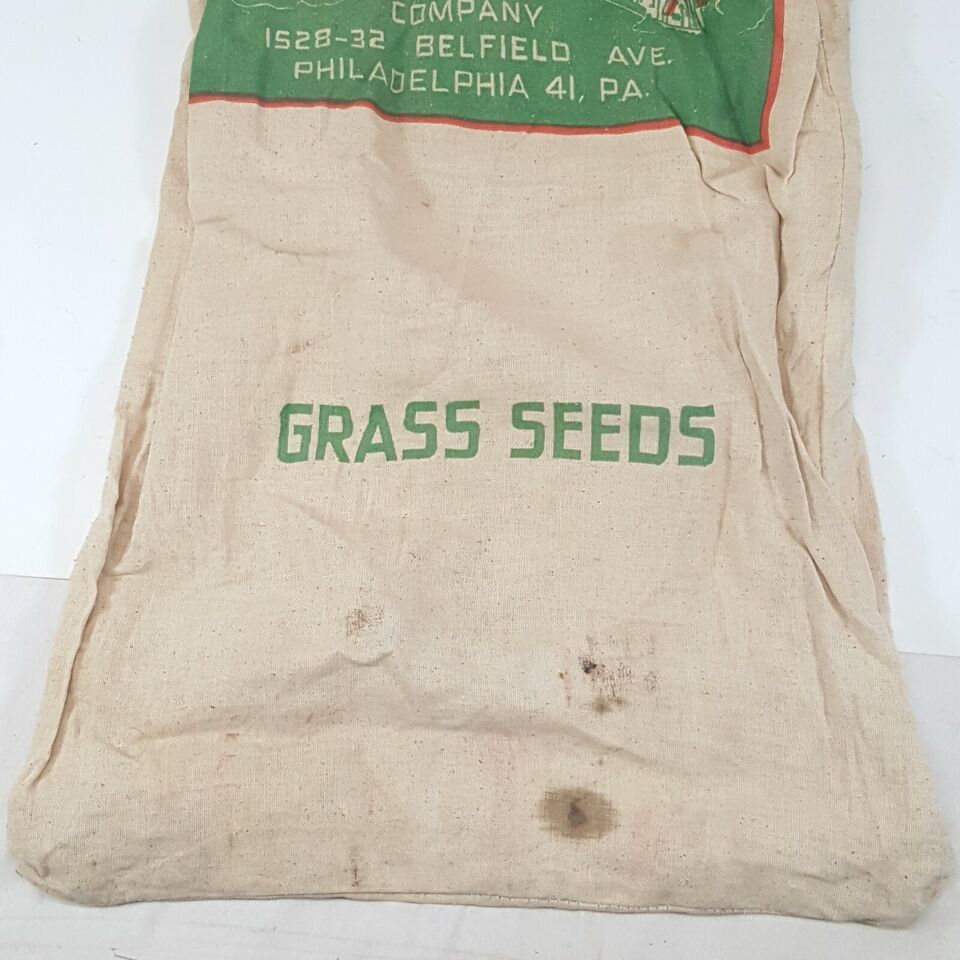 COMPANY
1528-32 BELFIELD AVE.
PHILADELPHIA 41, PA.
GRASS SEEDS